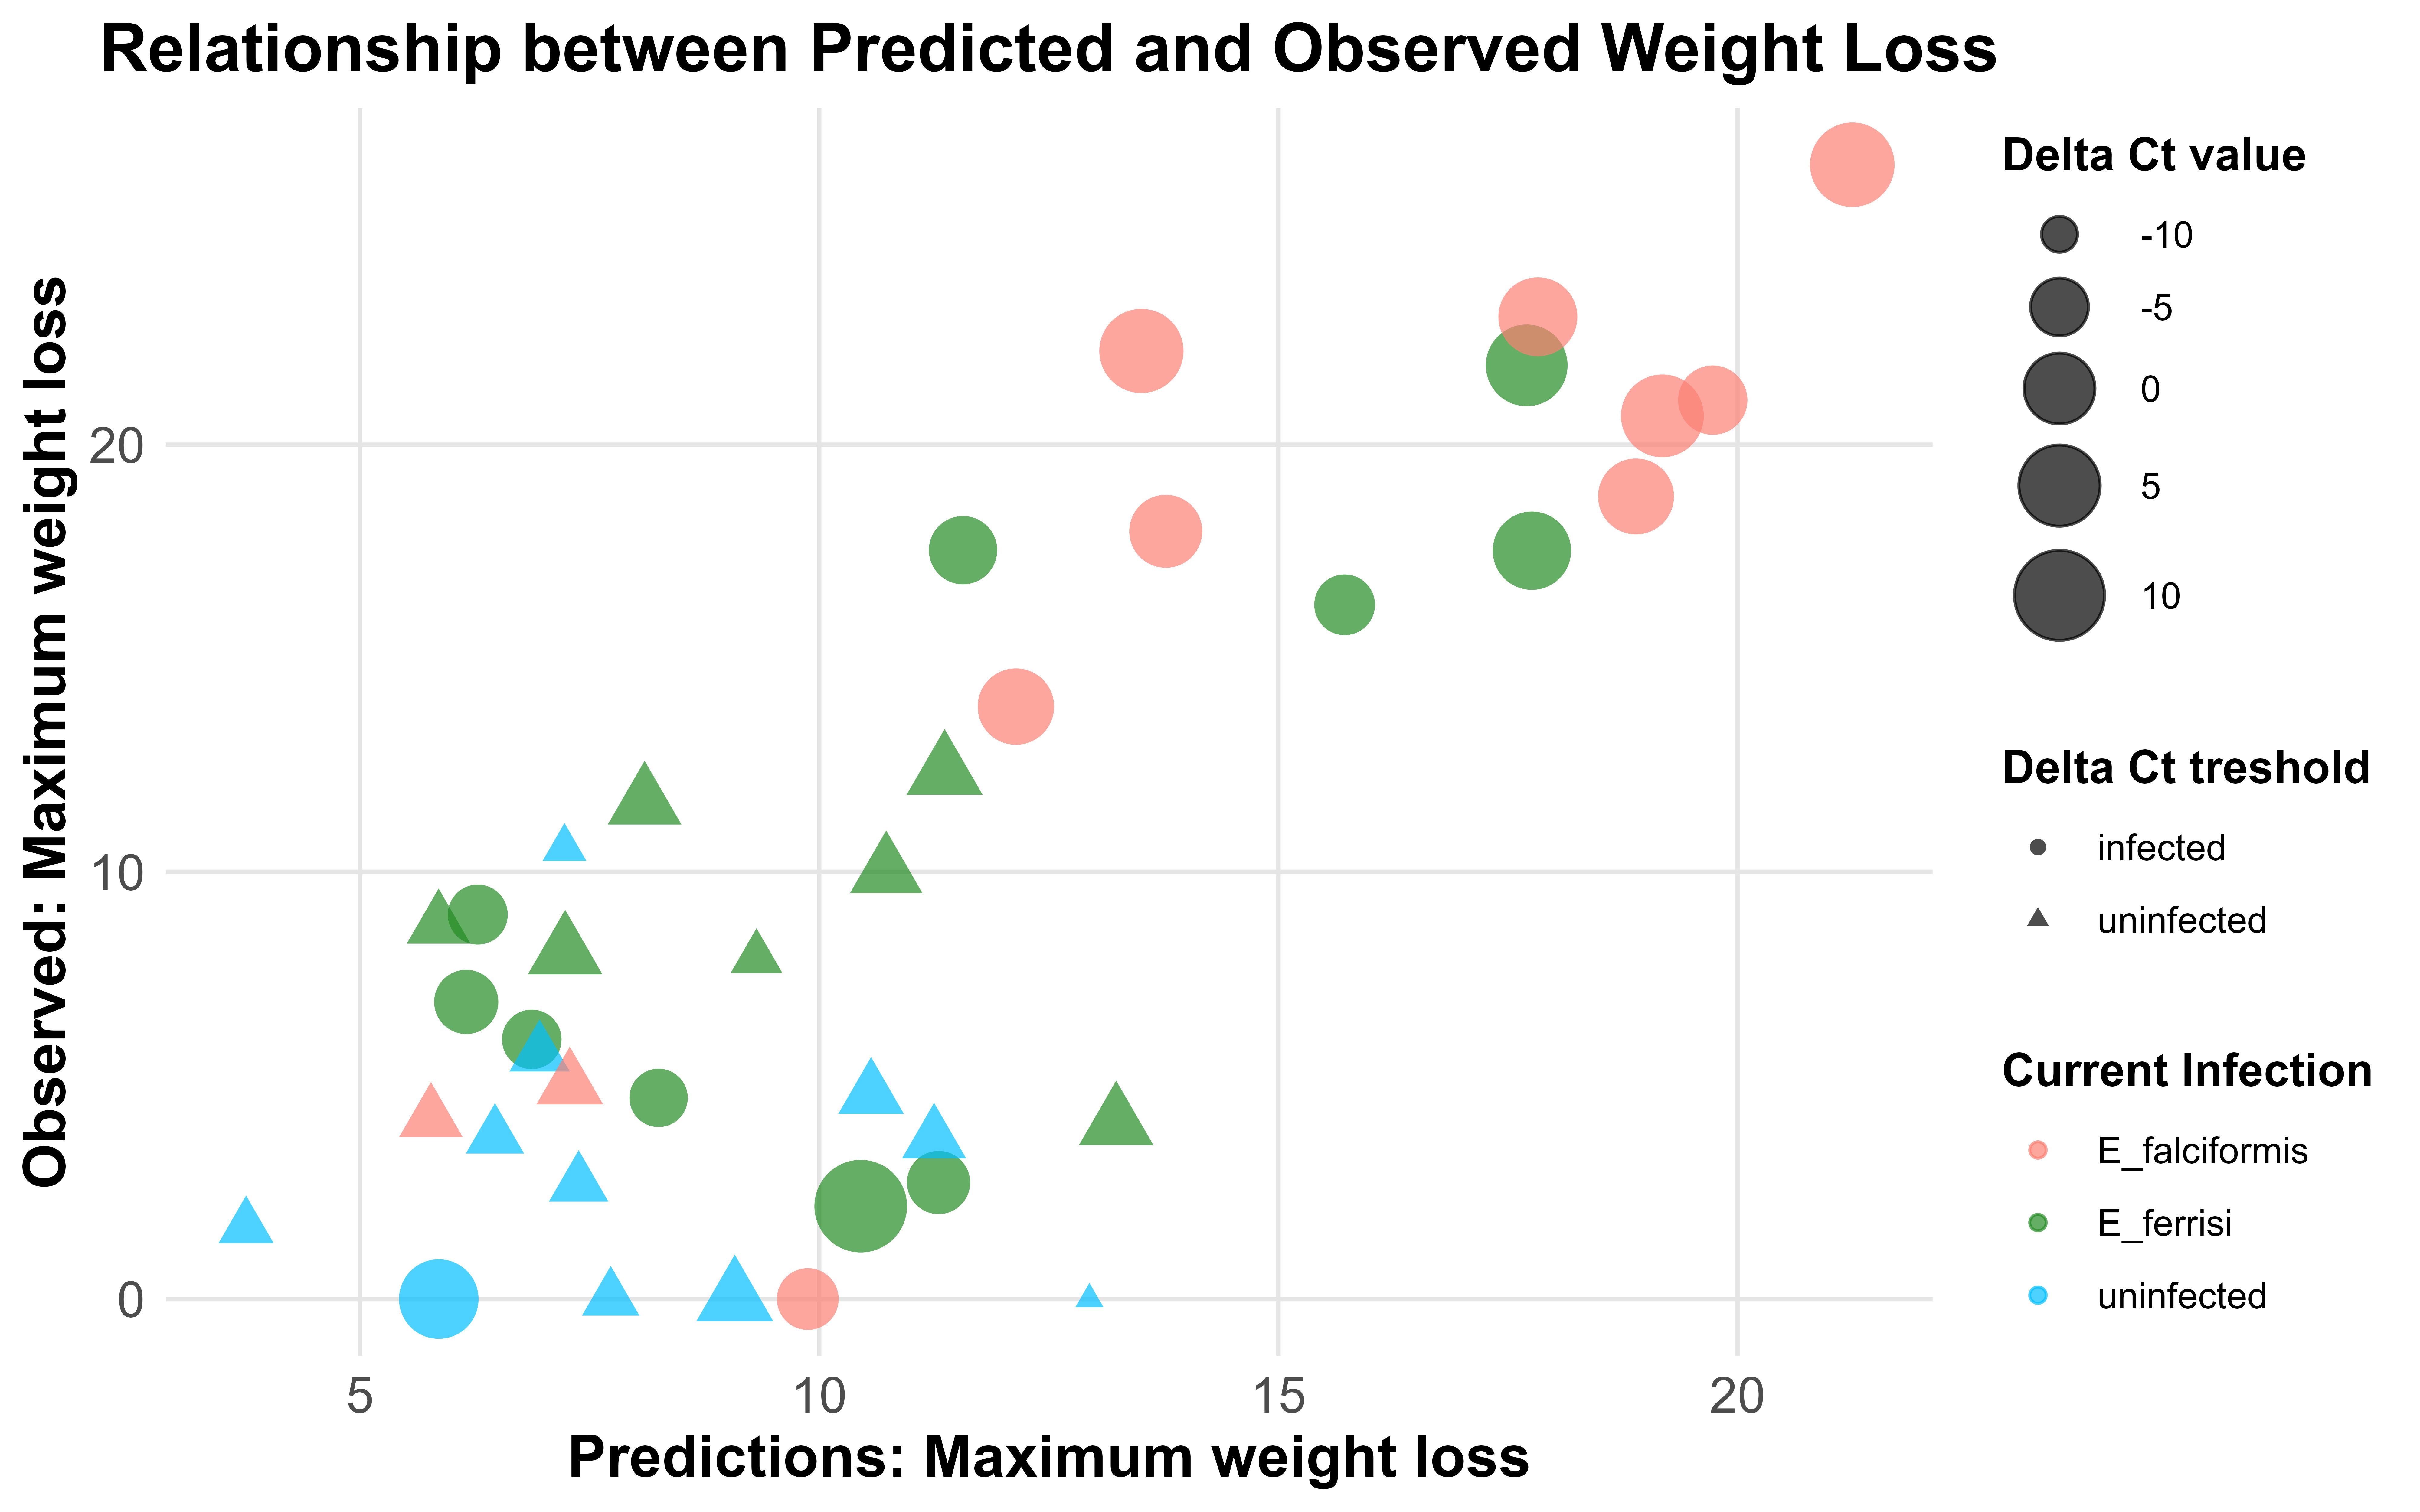 Relationship between Predicted and Observed Weight Loss
Observed: Maximum weight loss
20
10
0
5
10
15
20
Predictions: Maximum weight loss
Delta Ct value
-10
-5
0
5
10
Delta Ct treshold
infected
uninfected
Current Infection
E_falciformis
E_ferrisi
uninfected